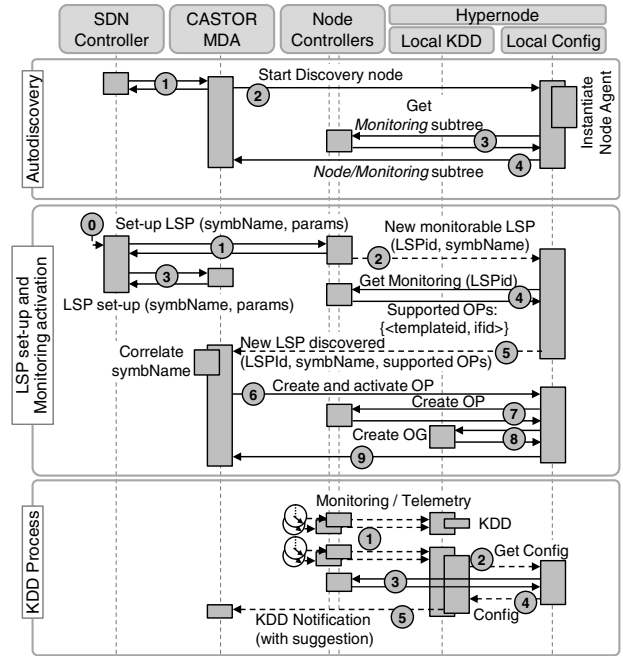 SDN
Controller
CASTOR
MDA
Node
Controllers
Hypernode
Local KDD
Local Config
Autodiscovery
1
Start Discovery node
2
Instantiate
Node Agent
Get
Monitoring subtree
3
4
Node/Monitoring subtree
LSP set-up and
Monitoring activation
0
Set-up LSP (symbName, params)
1
New monitorable LSP
2
(LSPid, symbName)
3
Get Monitoring (LSPid)
4
LSP set-up (symbName, params)
Supported OPs:
{<templateid, ifid>}
New LSP discovered
5
Correlate
symbName
(LSPId, symbName, supported OPs)
Create and activate OP
6
Create OP
7
Create OG
8
9
KDD Process
Monitoring / Telemetry
KDD
1
2
Get Config
3
4
Config
5
KDD Notification
(with suggestion)